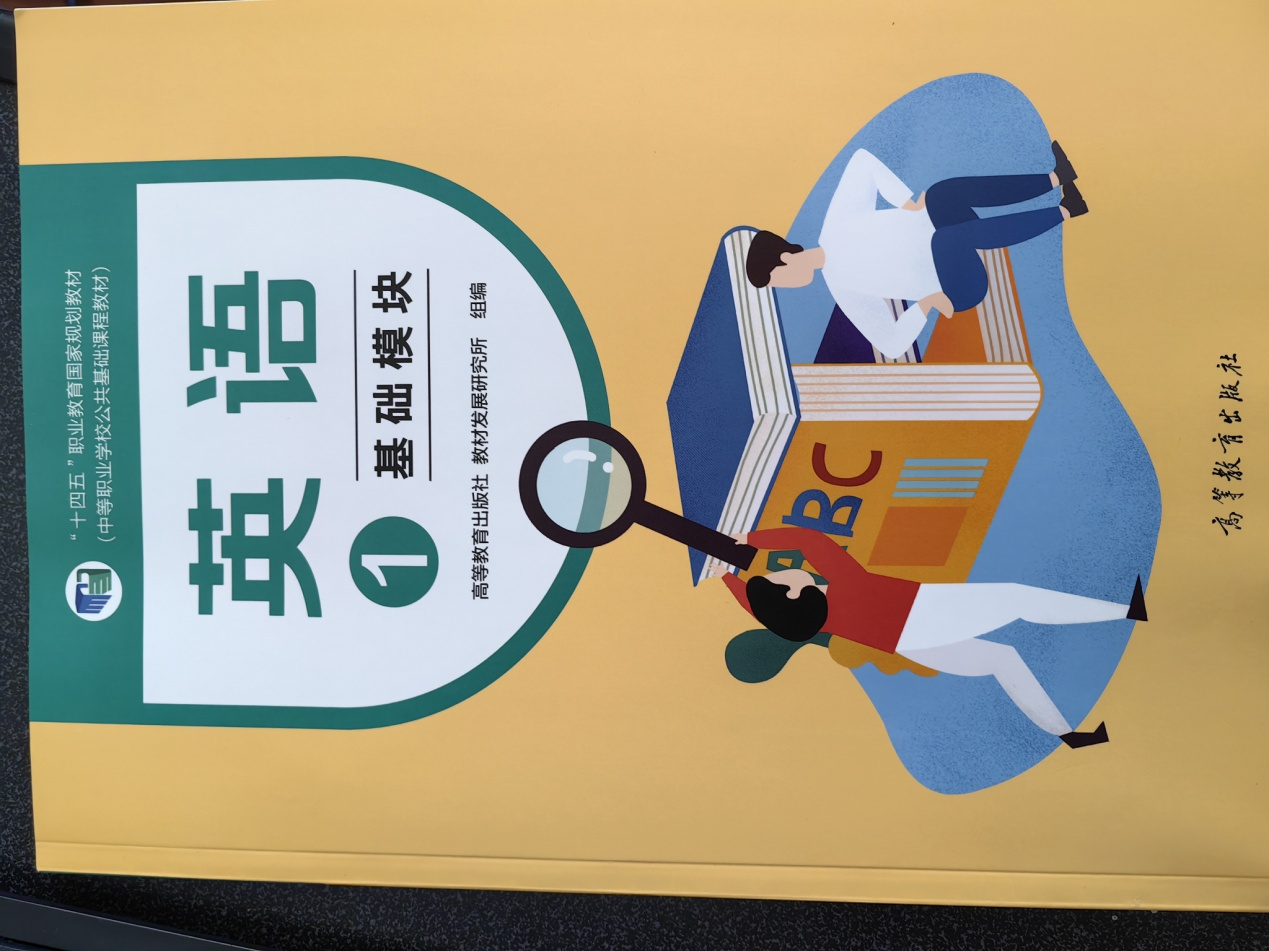 “十四五”职业教育国家规划教材
（中等职业学校公共基础课程教材）
英语
1 基础模块
高等教育出版社 教材发展研究所 组编
ABC
高等教育出版社